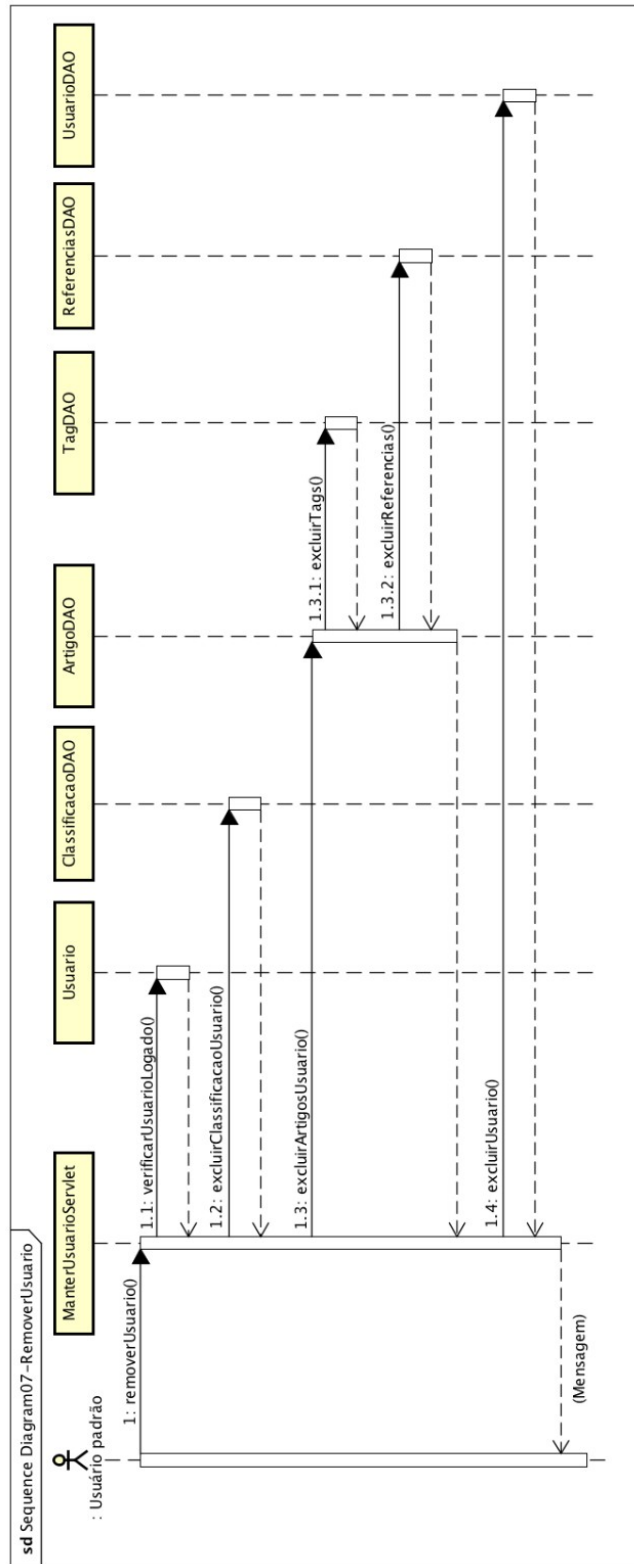 sd Sequence Diagram07-RemoverUsuario
: Usuário padrão
ManterUsuarioServlet
Usuario
ClassificacaoDAO
ArtigoDAO
TagDAO
ReferenciasDAO
UsuarioDAO
1: removerUsuario()
1.1: verificarUsuarioLogado()
1.2: excluirClassificacaoUsuario()
1.3: excluirArtigosUsuario()
1.3.1: excluirTags()
1.3.2: excluirReferencias()
1.4: excluirUsuario()
(Mensagem)